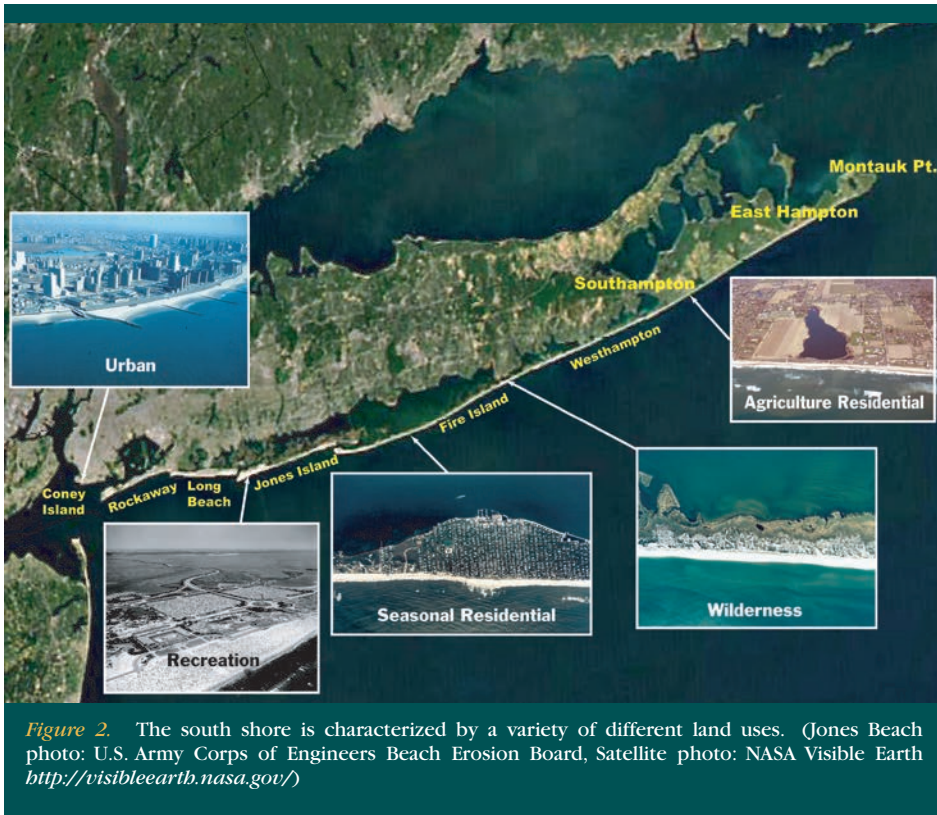 Montauk Pt.
East Hampton
Southampton
Westhampton
Fire Island
Jones Island
Long
Beach
Rockaway
Coney
Island
Urban
Agriculture Residential
Wilderness
Seasonal Residential
Recreation
Figure 2. The south shore is characterized by a variety of different land uses. (Jones Beach
photo: U.S. Army Corps of Engineers Beach Erosion Board, Satellite photo: NASA Visible Earth
http://visibleearth.nasa.gov/)